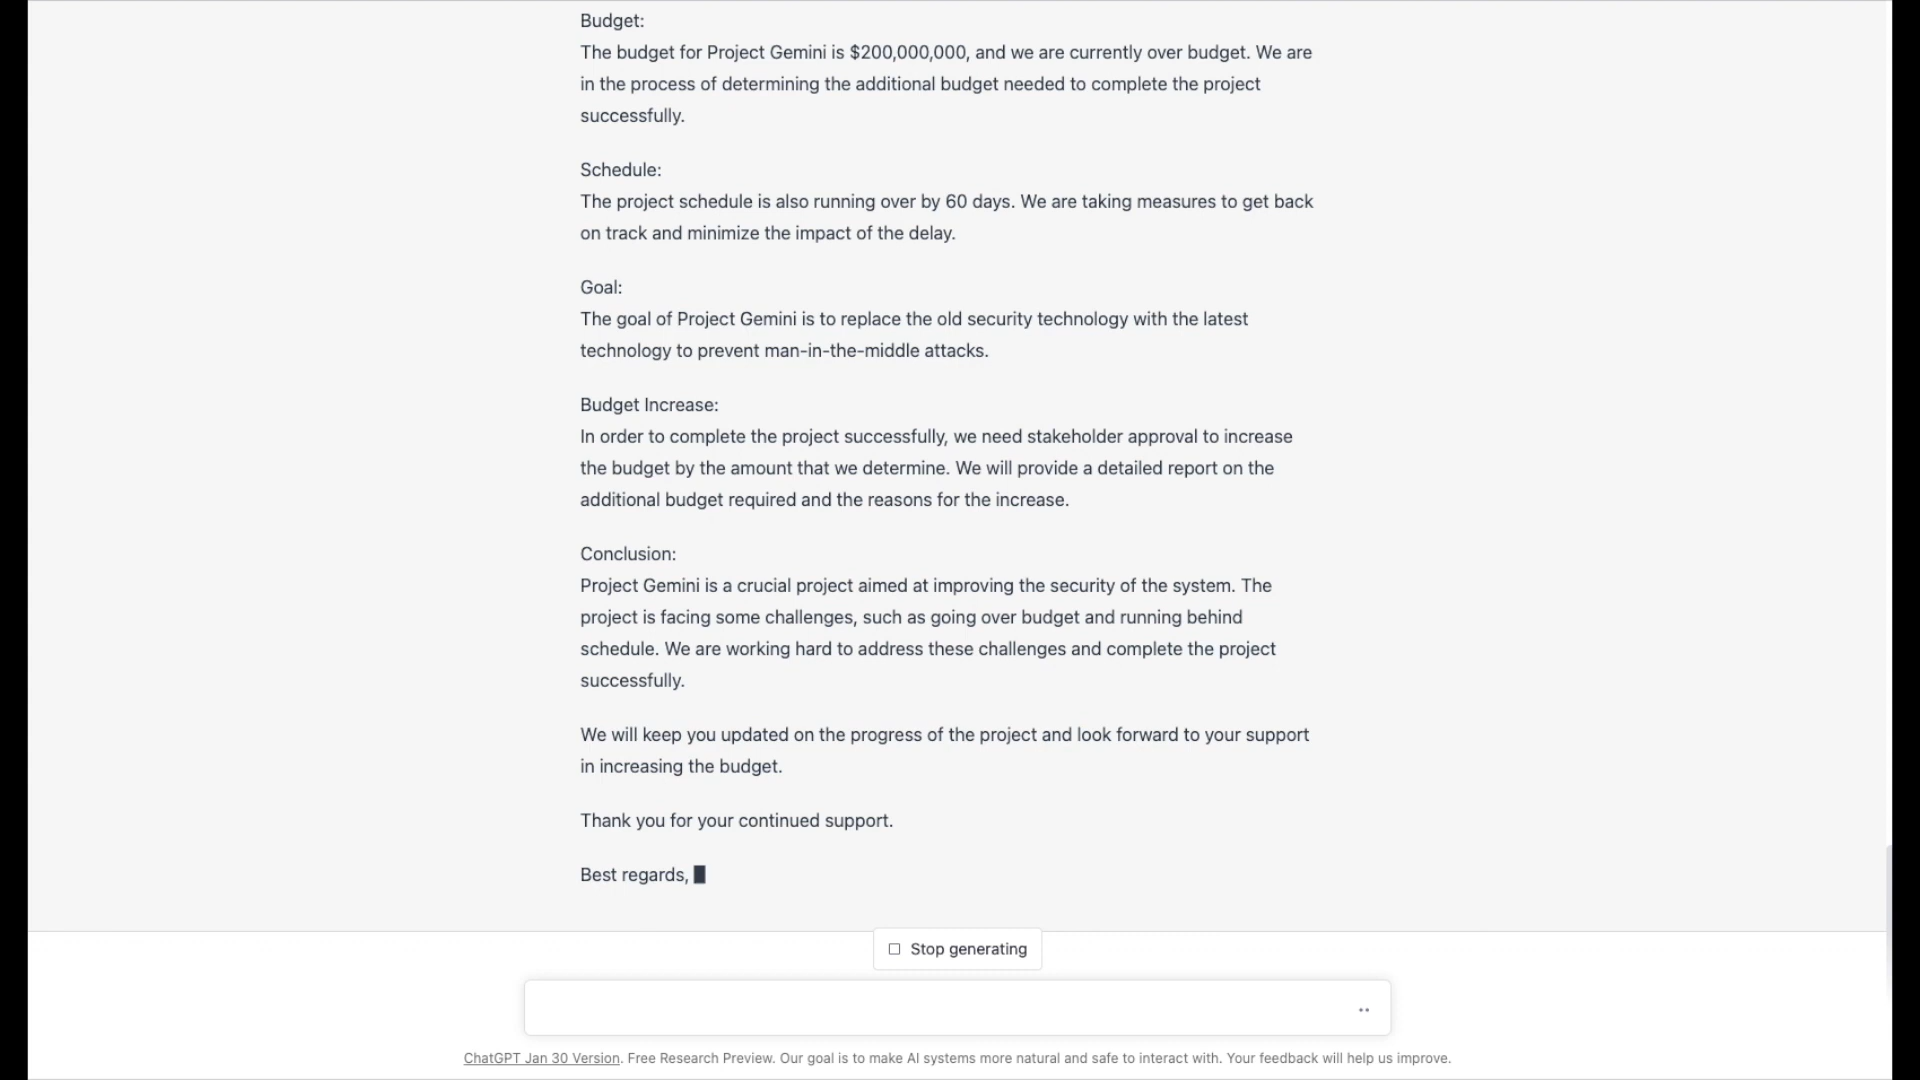 Budget:
The budget for Project Gemini is $200,000,000, and we are currently over budget. We are
in the process of determining the additional budget needed to complete the project
successfully.
Schedule:
The project schedule is also running over by 60 days. We are taking measures to get back
on track and minimize the impact of the delay.
Goal:
The goal of Project Gemini is to replace the old security technology with the latest
technology to prevent man-in-the-middle attacks.
Budget Increase:
In order to complete the project successfully, we need stakeholder approval to increase
the budget by the amount that we determine. We will provide a detailed report on the
additional budget required and the reasons for the increase.
Conclusion:
Project Gemini is a crucial project aimed at improving the security of the system. The
project is facing some challenges, such as going over budget and running behind
schedule. We are working hard to address these challenges and complete the project
successfully.
We will keep you updated on the progress of the project and look forward to your support
in increasing the budget.
Thank you for your continued support.
Best regards,
Stop generating
ChatGPT Jan 30 Version. Free Research Preview. Our goal is to make AI systems more natural and safe to interact with. Your feedback will help us improve.